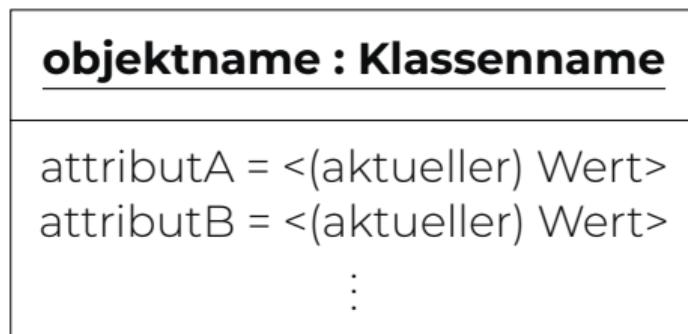 objektname : Klassenname
attributA = <(aktueller) Wert>
attributB = <(aktueller) Wert>
⋮